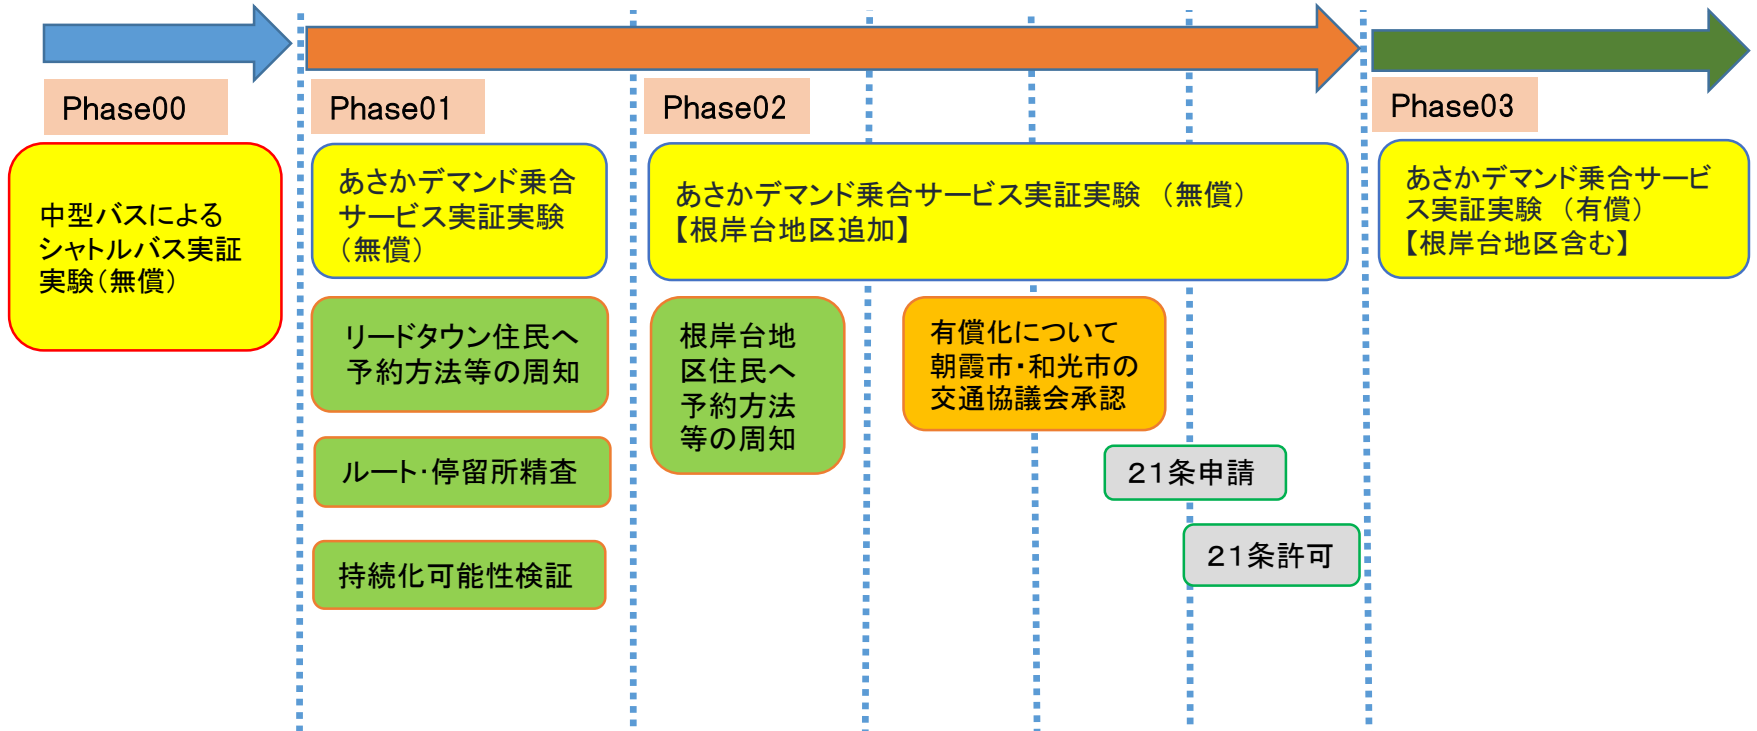 Phase00
Phase01
Phase02
Phase03
中型バスによる
シャトルバス実証
実験(無償)
あさかデマンド乗合
サービス実証実験
(無償)
あさかデマンド乗合サービス実証実験 (無償)
【根岸台地区追加】
あさかデマンド乗合サービ
ス実証実験 (有償)
【根岸台地区含む】
リードタウン住民へ
予約方法等の周知
ルート・停留所精査
持続化可能性検証
根岸台地
区住民へ
予約方法
等の周知
有償化について
朝霞市・和光市の
交通協議会承認
21条申請
21条許可